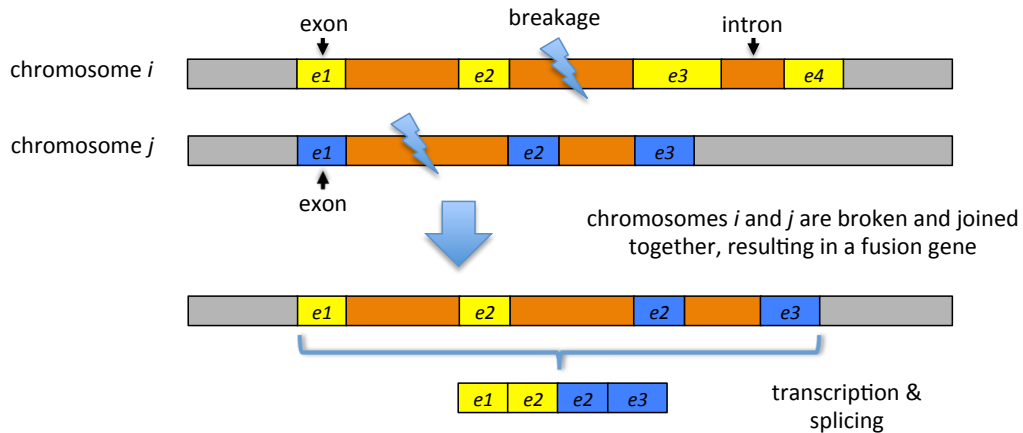 breakage
exon
intron
chromosome i
e1
e2
e3
e4
chromosome j
e1
e2
e3
exon
chromosomes i and j are broken and joined
together, resulting in a fusion gene
e1
e2
e2
e3
e1
e2
e2
e3
transcription &
splicing